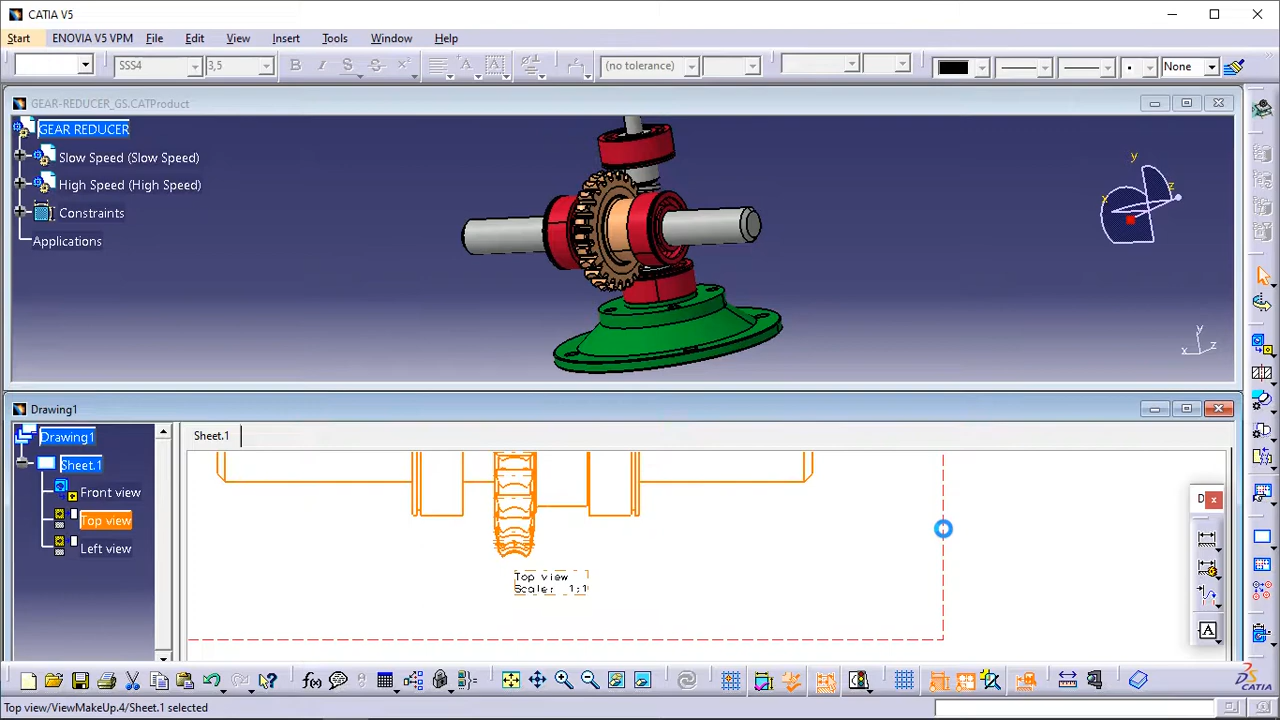 CATIA V5
Start ENOVIA V5 VPM File Edit View Insert Tools Window Help
SSS4 3,5 B I S S (no tolerance) None
GEAR-REDUCER_GS.CATProduct
GEAR REDUCER
Slow Speed (Slow Speed)
High Speed (High Speed)
Constraints
Applications
y
z
x
y
x z
Drawing1
Drawing1
Sheet.1
Front view
Top view
Left view
Sheet.1
Top view
Scale: 1:1
D
A
f(x)
CATIA
Top view/ViewMakeUp.4/Sheet.1 selected